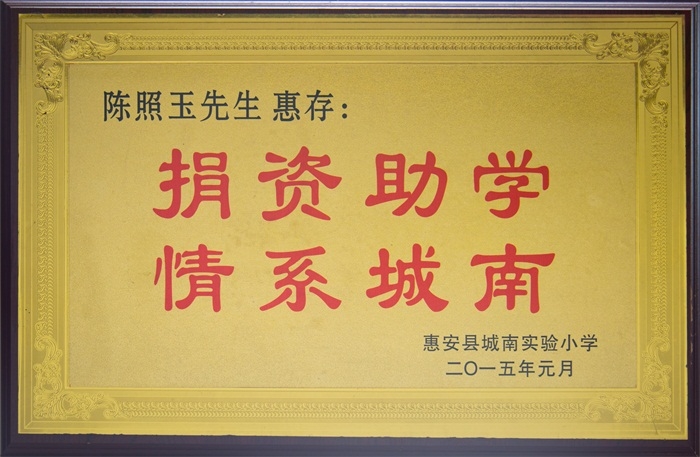 陈照玉先生 惠存：
捐资助学
情系城南
惠安县城南实验小学
二〇一五年元月